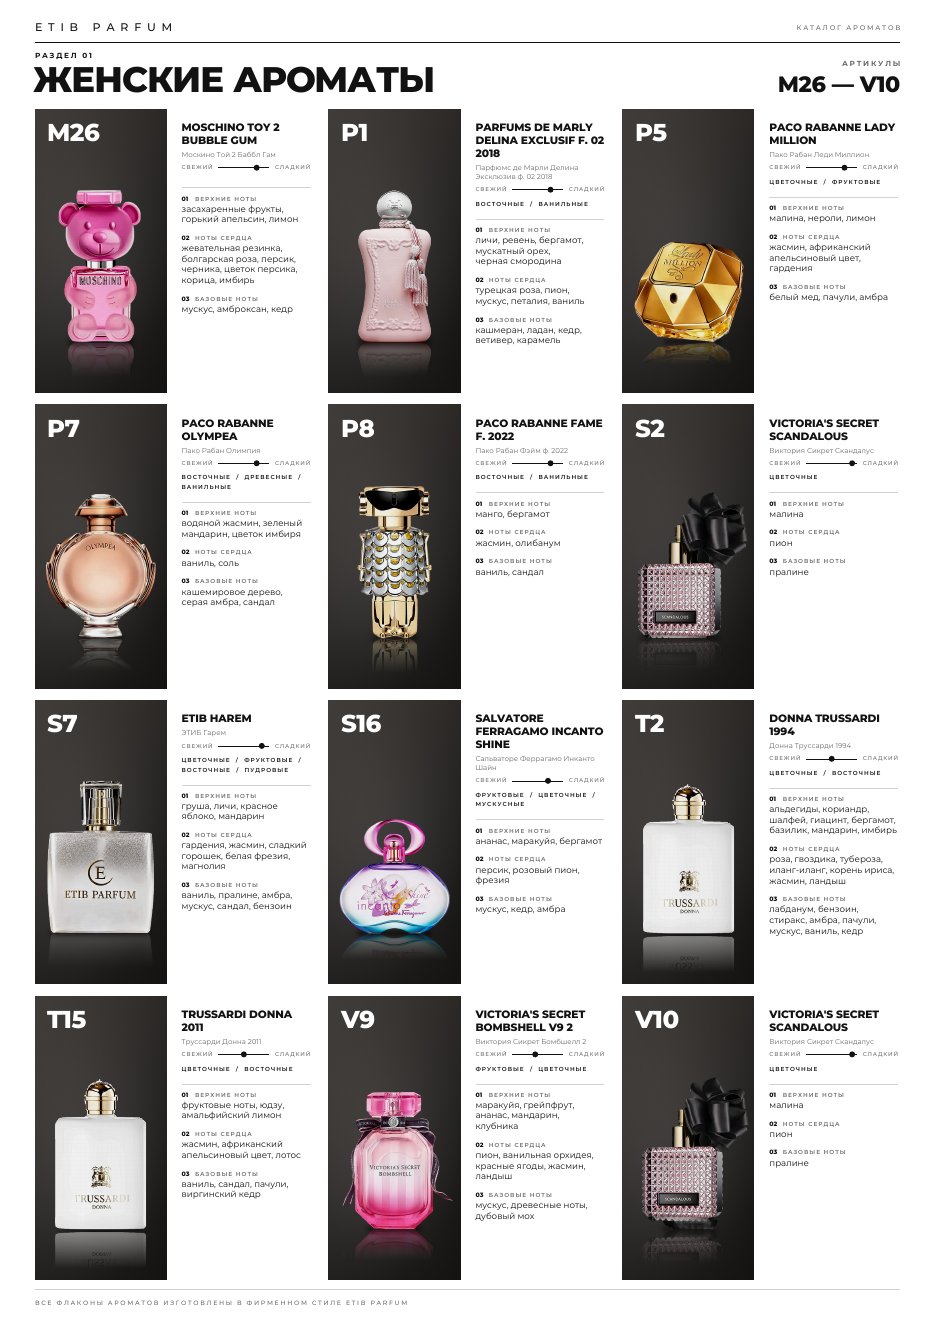 ETIB PARFUM
КАТАЛОГ АРОМАТОВ
РАЗДЕЛ 01
ЖЕНСКИЕ АРОМАТЫ
АРТИКУЛЫ
M26 — V10
M26
MOSCHINO
MOSCHINO TOY 2
BUBBLE GUM
Москино Той 2 Баббл Гам
СВЕЖИЙ СЛАДКИЙ
01 ВЕРХНИЕ НОТЫ
засахаренные фрукты,
горький апельсин, лимон
02 НОТЫ СЕРДЦА
жевательная резинка,
болгарская роза, персик,
черника, цветок персика,
корица, имбирь
03 БАЗОВЫЕ НОТЫ
мускус, амброксан, кедр
P1
PARFUMS DE MARLY
DELINA EXCLUSIF F. 02
2018
Парфюмс де Марли Делина
Эксклюзив ф. 02 2018
СВЕЖИЙ СЛАДКИЙ
ВОСТОЧНЫЕ / ВАНИЛЬНЫЕ
01 ВЕРХНИЕ НОТЫ
личи, ревень, бергамот,
мускатный орех,
черная смородина
02 НОТЫ СЕРДЦА
турецкая роза, пион,
мускус, петалия, ваниль
03 БАЗОВЫЕ НОТЫ
кашмеран, ладан, кедр,
ветивер, карамель
P5
Lady
MILLION
PACO RABANNE LADY
MILLION
Пако Рабан Леди Миллион
СВЕЖИЙ СЛАДКИЙ
ЦВЕТОЧНЫЕ / ФРУКТОВЫЕ
01 ВЕРХНИЕ НОТЫ
малина, нероли, лимон
02 НОТЫ СЕРДЦА
жасмин, африканский
апельсиновый цвет,
гардения
03 БАЗОВЫЕ НОТЫ
белый мед, пачули, амбра
P7
OLYMPEA
PACO RABANNE
OLYMPEA
Пако Рабан Олимпия
СВЕЖИЙ СЛАДКИЙ
ВОСТОЧНЫЕ / ДРЕВЕСНЫЕ /
ВАНИЛЬНЫЕ
01 ВЕРХНИЕ НОТЫ
водяной жасмин, зеленый
мандарин, цветок имбиря
02 НОТЫ СЕРДЦА
ваниль, соль
03 БАЗОВЫЕ НОТЫ
кашемировое дерево,
серая амбра, сандал
P8
PACO RABANNE FAME
F. 2022
Пако Рабан Фэйм ф. 2022
СВЕЖИЙ СЛАДКИЙ
ВОСТОЧНЫЕ / ВАНИЛЬНЫЕ
01 ВЕРХНИЕ НОТЫ
манго, бергамот
02 НОТЫ СЕРДЦА
жасмин, олибанум
03 БАЗОВЫЕ НОТЫ
ваниль, сандал
S2
SCANDALOUS
VICTORIA'S SECRET
SCANDALOUS
Виктория Сикрет Скандалус
СВЕЖИЙ СЛАДКИЙ
ЦВЕТОЧНЫЕ
01 ВЕРХНИЕ НОТЫ
малина
02 НОТЫ СЕРДЦА
пион
03 БАЗОВЫЕ НОТЫ
пралине
S7
E
ETIB PARFUM
ETIB HAREM
ЭТИБ Гарем
СВЕЖИЙ СЛАДКИЙ
ЦВЕТОЧНЫЕ / ФРУКТОВЫЕ /
ВОСТОЧНЫЕ / ПУДРОВЫЕ
01 ВЕРХНИЕ НОТЫ
груша, личи, красное
яблоко, мандарин
02 НОТЫ СЕРДЦА
гардения, жасмин, сладкий
горошек, белая фрезия,
магнолия
03 БАЗОВЫЕ НОТЫ
ваниль, пралине, амбра,
мускус, сандал, бензоин
S16
incanto Shine
SALVATORE
FERRAGAMO INCANTO
SHINE
Сальваторе Феррагамо Инканто
Шайн
СВЕЖИЙ СЛАДКИЙ
ФРУКТОВЫЕ / ЦВЕТОЧНЫЕ /
МУСКУСНЫЕ
01 ВЕРХНИЕ НОТЫ
ананас, маракуйя, бергамот
02 НОТЫ СЕРДЦА
персик, розовый пион,
фрезия
03 БАЗОВЫЕ НОТЫ
мускус, кедр, амбра
T2
TRUSSARDI
DONNA
DONNA TRUSSARDI
1994
Донна Труссарди 1994
СВЕЖИЙ СЛАДКИЙ
ЦВЕТОЧНЫЕ / ВОСТОЧНЫЕ
01 ВЕРХНИЕ НОТЫ
альдегиды, кориандр,
шалфей, гиацинт, бергамот,
базилик, мандарин, имбирь
02 НОТЫ СЕРДЦА
роза, гвоздика, тубероза,
иланг-иланг, корень ириса,
жасмин, ландыш
03 БАЗОВЫЕ НОТЫ
лабданум, бензоин,
стиракс, амбра, пачули,
мускус, ваниль, кедр
T15
TRUSSARDI
DONNA
TRUSSARDI DONNA
2011
Труссарди Донна 2011
СВЕЖИЙ СЛАДКИЙ
ЦВЕТОЧНЫЕ / ВОСТОЧНЫЕ
01 ВЕРХНИЕ НОТЫ
фруктовые ноты, юдзу,
амальфийский лимон
02 НОТЫ СЕРДЦА
жасмин, африканский
апельсиновый цвет, лотос
03 БАЗОВЫЕ НОТЫ
ваниль, сандал, пачули,
виргинский кедр
V9
VICTORIA'S SECRET
BOMBSHELL
VICTORIA'S SECRET
BOMBSHELL V9 2
Виктория Сикрет Бомбшелл 2
СВЕЖИЙ СЛАДКИЙ
ФРУКТОВЫЕ / ЦВЕТОЧНЫЕ
01 ВЕРХНИЕ НОТЫ
маракуйя, грейпфрут,
ананас, мандарин,
клубника
02 НОТЫ СЕРДЦА
пион, ванильная орхидея,
красные ягоды, жасмин,
ландыш
03 БАЗОВЫЕ НОТЫ
мускус, древесные ноты,
дубовый мох
V10
SCANDALOUS
VICTORIA'S SECRET
SCANDALOUS
Виктория Сикрет Скандалус
СВЕЖИЙ СЛАДКИЙ
ЦВЕТОЧНЫЕ
01 ВЕРХНИЕ НОТЫ
малина
02 НОТЫ СЕРДЦА
пион
03 БАЗОВЫЕ НОТЫ
пралине
ВСЕ ФЛАКОНЫ АРОМАТОВ ИЗГОТОВЛЕНЫ В ФИРМЕННОМ СТИЛЕ ETIB PARFUM